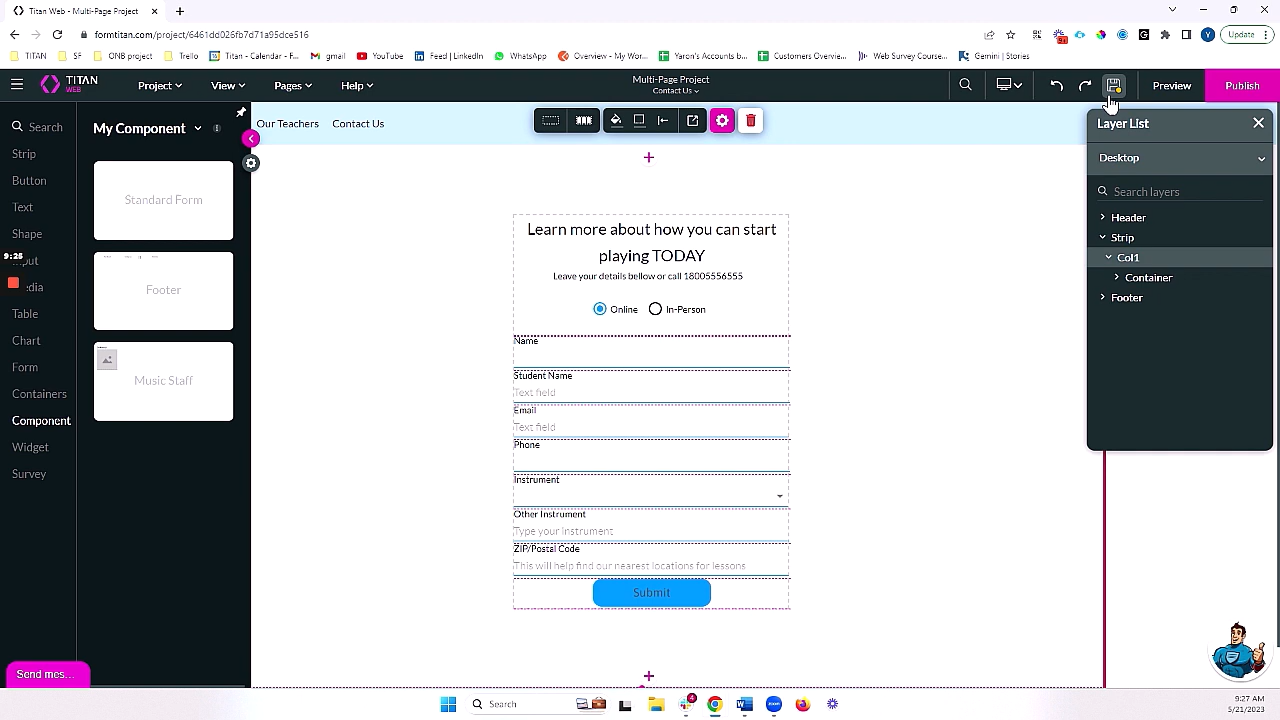 Titan Web - Multi-Page Project
formtitan.com/project/6461dd026fb7d71a95dce516
Update
TITAN
SF
ONB project
Trello
Titan - Calendar - F...
gmail
YouTube
Feed | LinkedIn
WhatsApp
Overview - My Wor...
Yaron's Accounts b...
Customers Overvie...
Web Survey Course...
Gemini | Stories
TITAN
WEB
Project
View
Pages
Help
Multi-Page Project
Contact Us
Preview
Publish
Search
My Component
Our Teachers
Contact Us
Layer List
Desktop
Search layers
Header
Strip
Col1
Container
Footer
Strip
Button
Text
Shape
9:26
Table
Chart
Form
Containers
Component
Widget
Survey
Standard Form
Footer
Music Staff
Learn more about how you can start
playing TODAY
Leave your details bellow or call 18005556555
Online
In-Person
Name
Student Name
Text field
Email
Text field
Phone
Instrument
Other Instrument
Type your instrument
ZIP/Postal Code
This will help find our nearest locations for lessons
Submit
Send mes...
Search
4
9:27 AM
5/21/2023